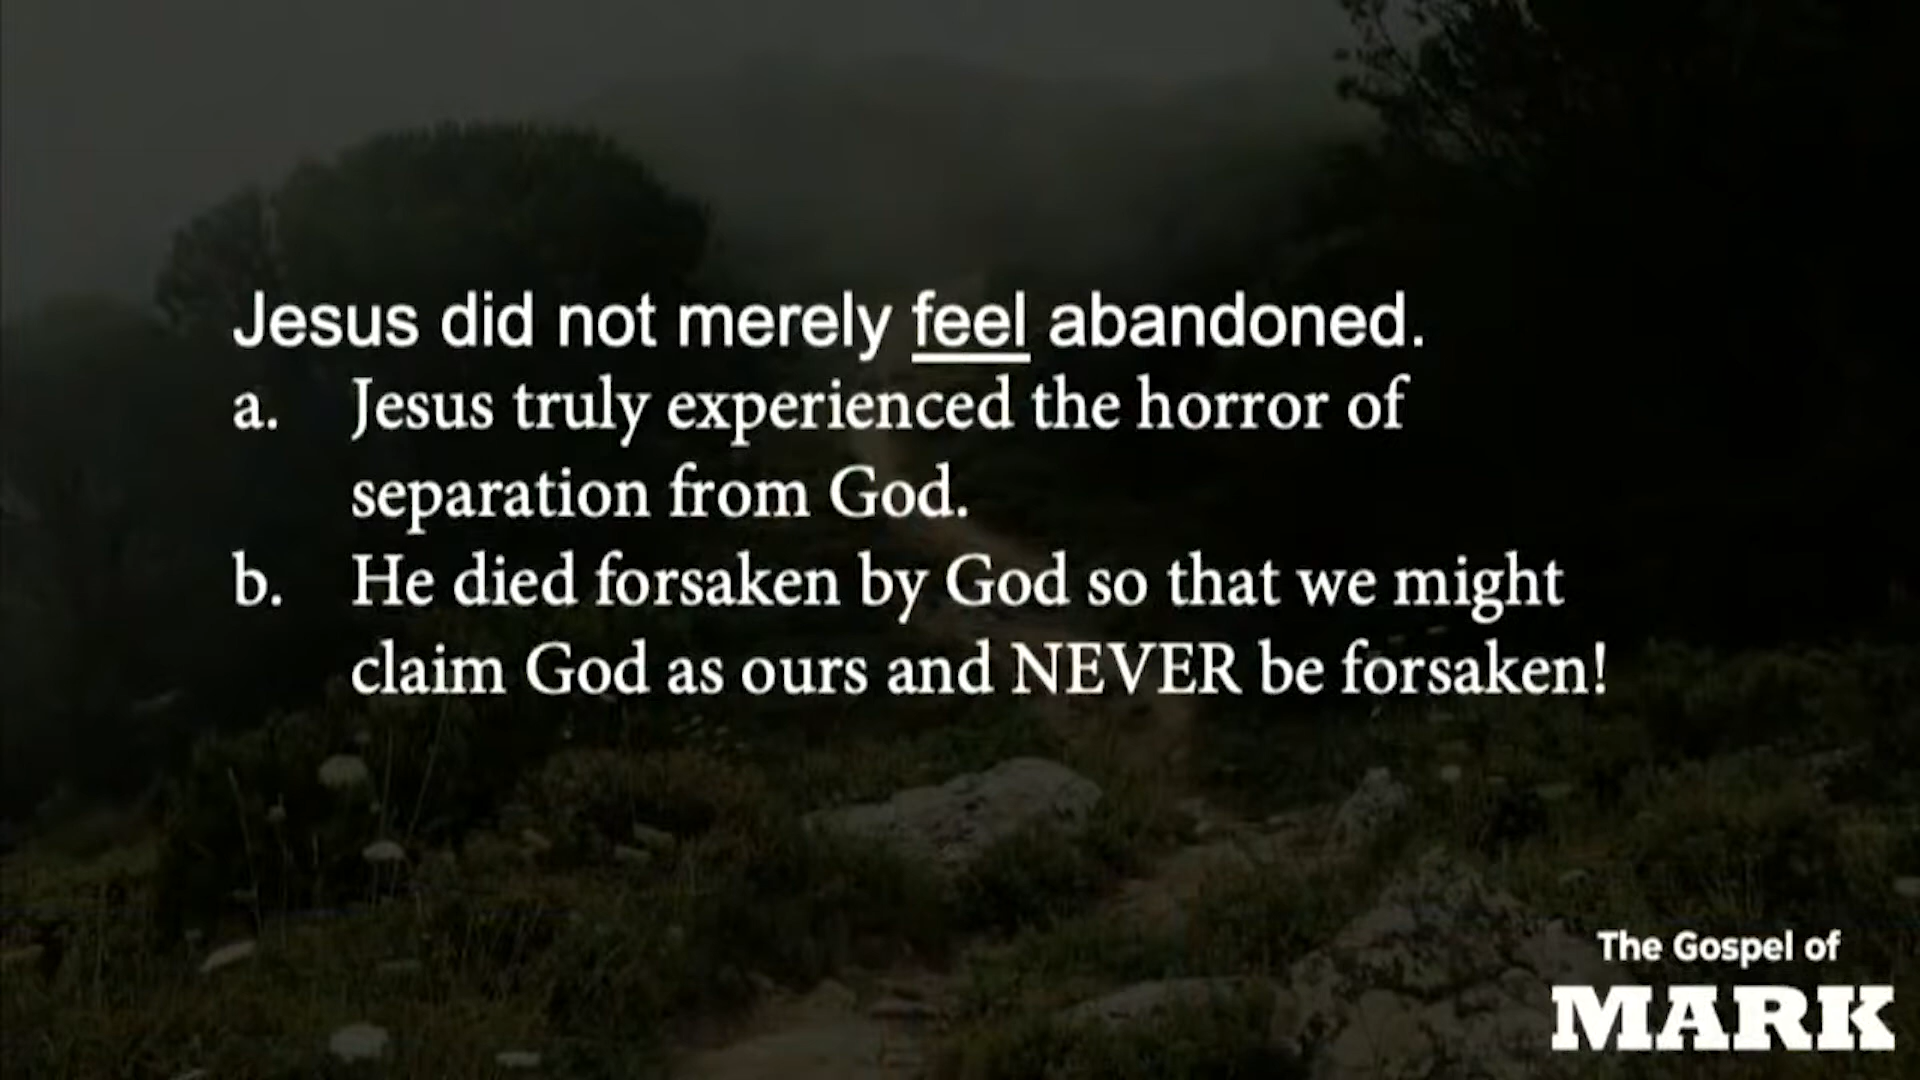 Jesus did not merely feel abandoned.
a. Jesus truly experienced the horror of
separation from God.
b. He died forsaken by God so that we might
claim God as ours and NEVER be forsaken!
The Gospel of
MARK